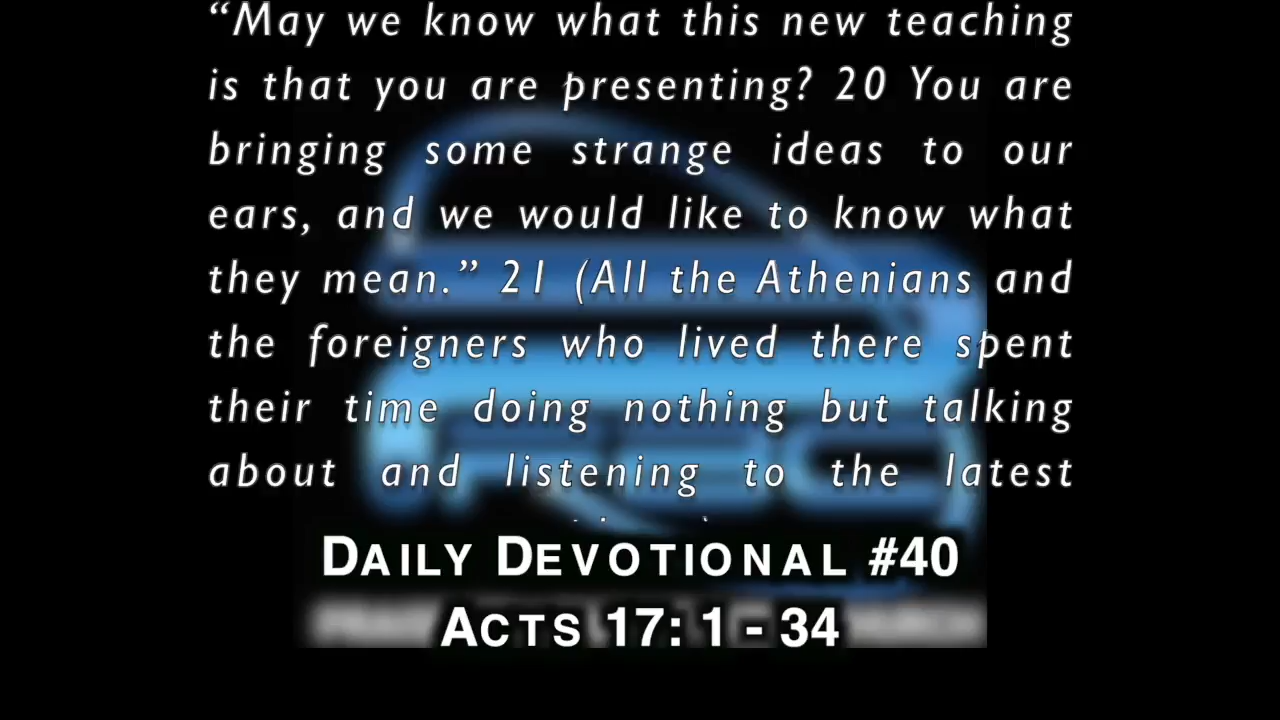 “May we know what this new teaching
is that you are presenting? 20 You are
bringing some strange ideas to our
ears, and we would like to know what
they mean.” 21 (All the Athenians and
the foreigners who lived there spent
their time doing nothing but talking
about and listening to the latest
DAILY DEVOTIONAL #40
ACTS 17: 1 - 34